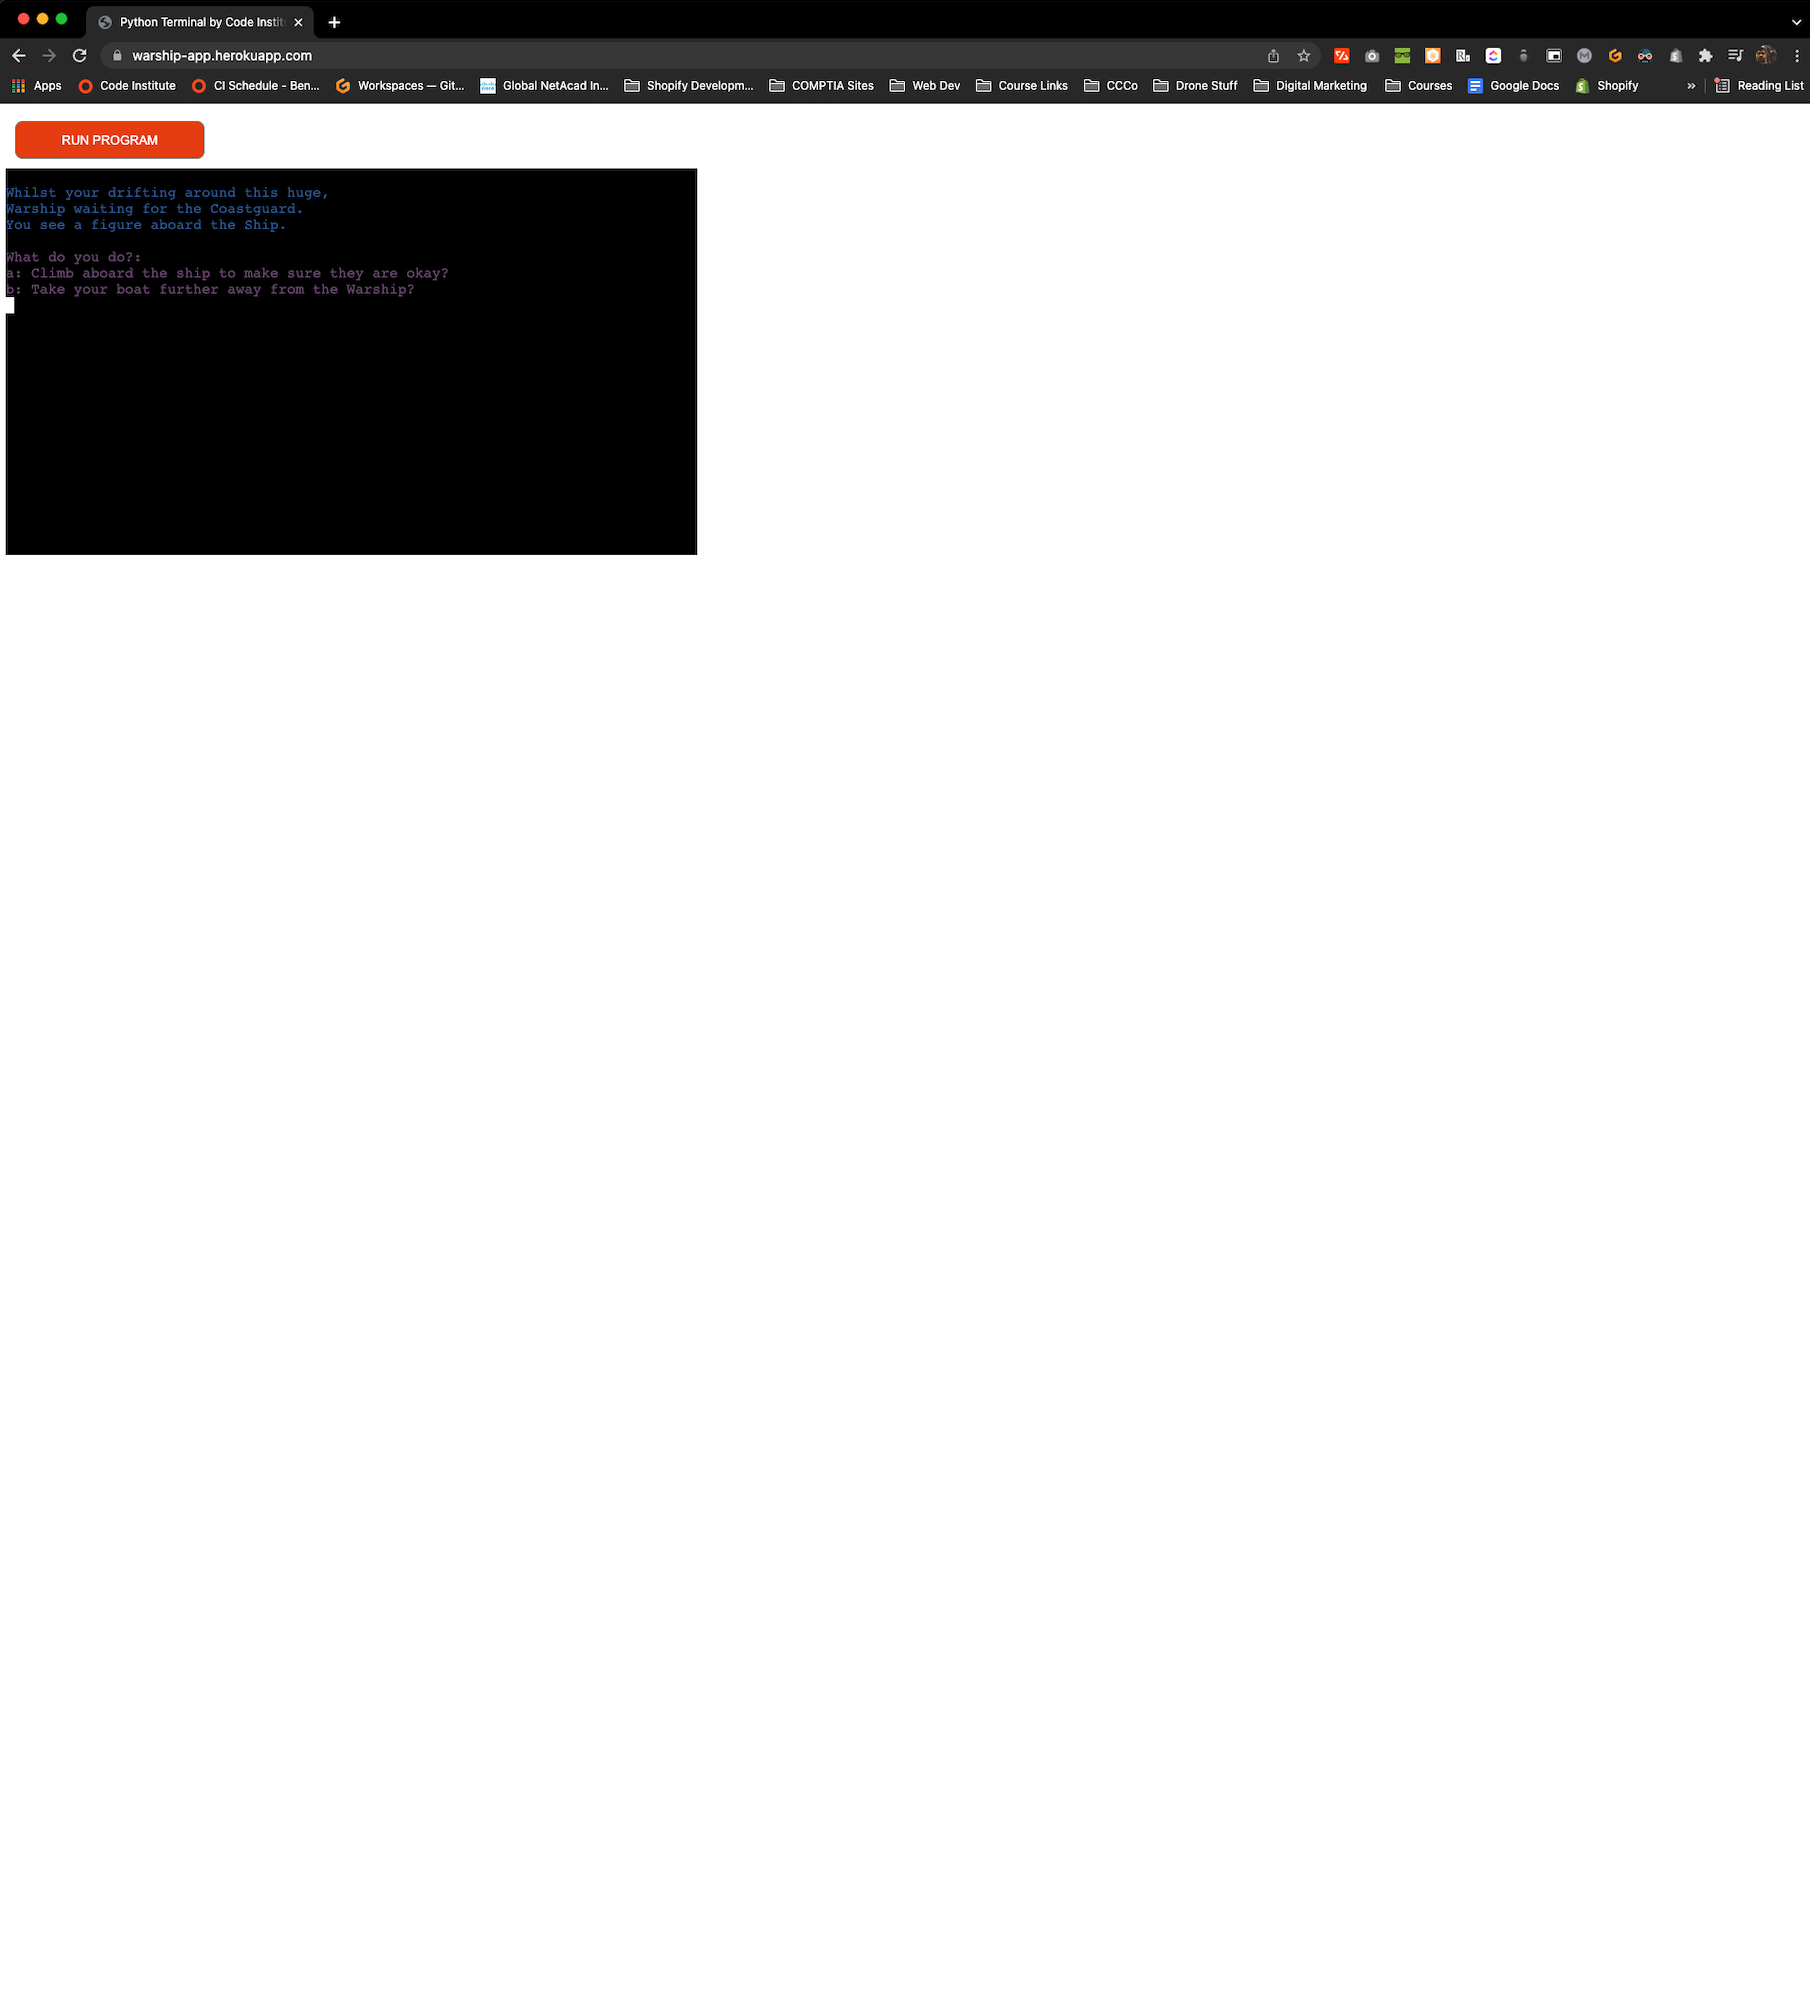 Python Terminal by Code Instit
warship-app.herokuapp.com
Apps Code Institute CI Schedule - Ben... Workspaces — Git... Global NetAcad In... Shopify Developm... COMPTIA Sites Web Dev Course Links CCCo Drone Stuff Digital Marketing Courses Google Docs Shopify » Reading List
RUN PROGRAM
Whilst your drifting around this huge,
Warship waiting for the Coastguard.
You see a figure aboard the Ship.
What do you do?:
a: Climb aboard the ship to make sure they are okay?
b: Take your boat further away from the Warship?